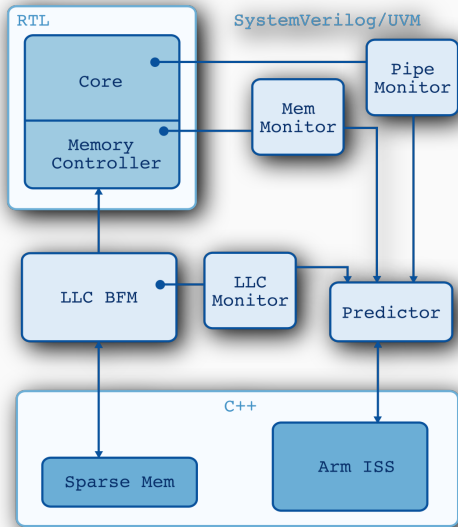 RTL
SystemVerilog/UVM
Core
Pipe
Monitor
Mem
Monitor
Memory
Controller
LLC BFM
LLC
Monitor
Predictor
C++
Sparse Mem
Arm ISS